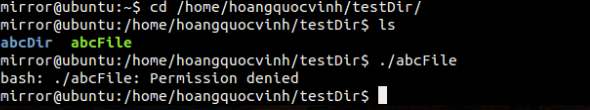 mirror@ubuntu:~$ cd /home/hoangquocvinh/testDir/
mirror@ubuntu:/home/hoangquocvinh/testDir$ ls
abcDir  abcFile
mirror@ubuntu:/home/hoangquocvinh/testDir$ ./abcFile
bash: ./abcFile: Permission denied
mirror@ubuntu:/home/hoangquocvinh/testDir$